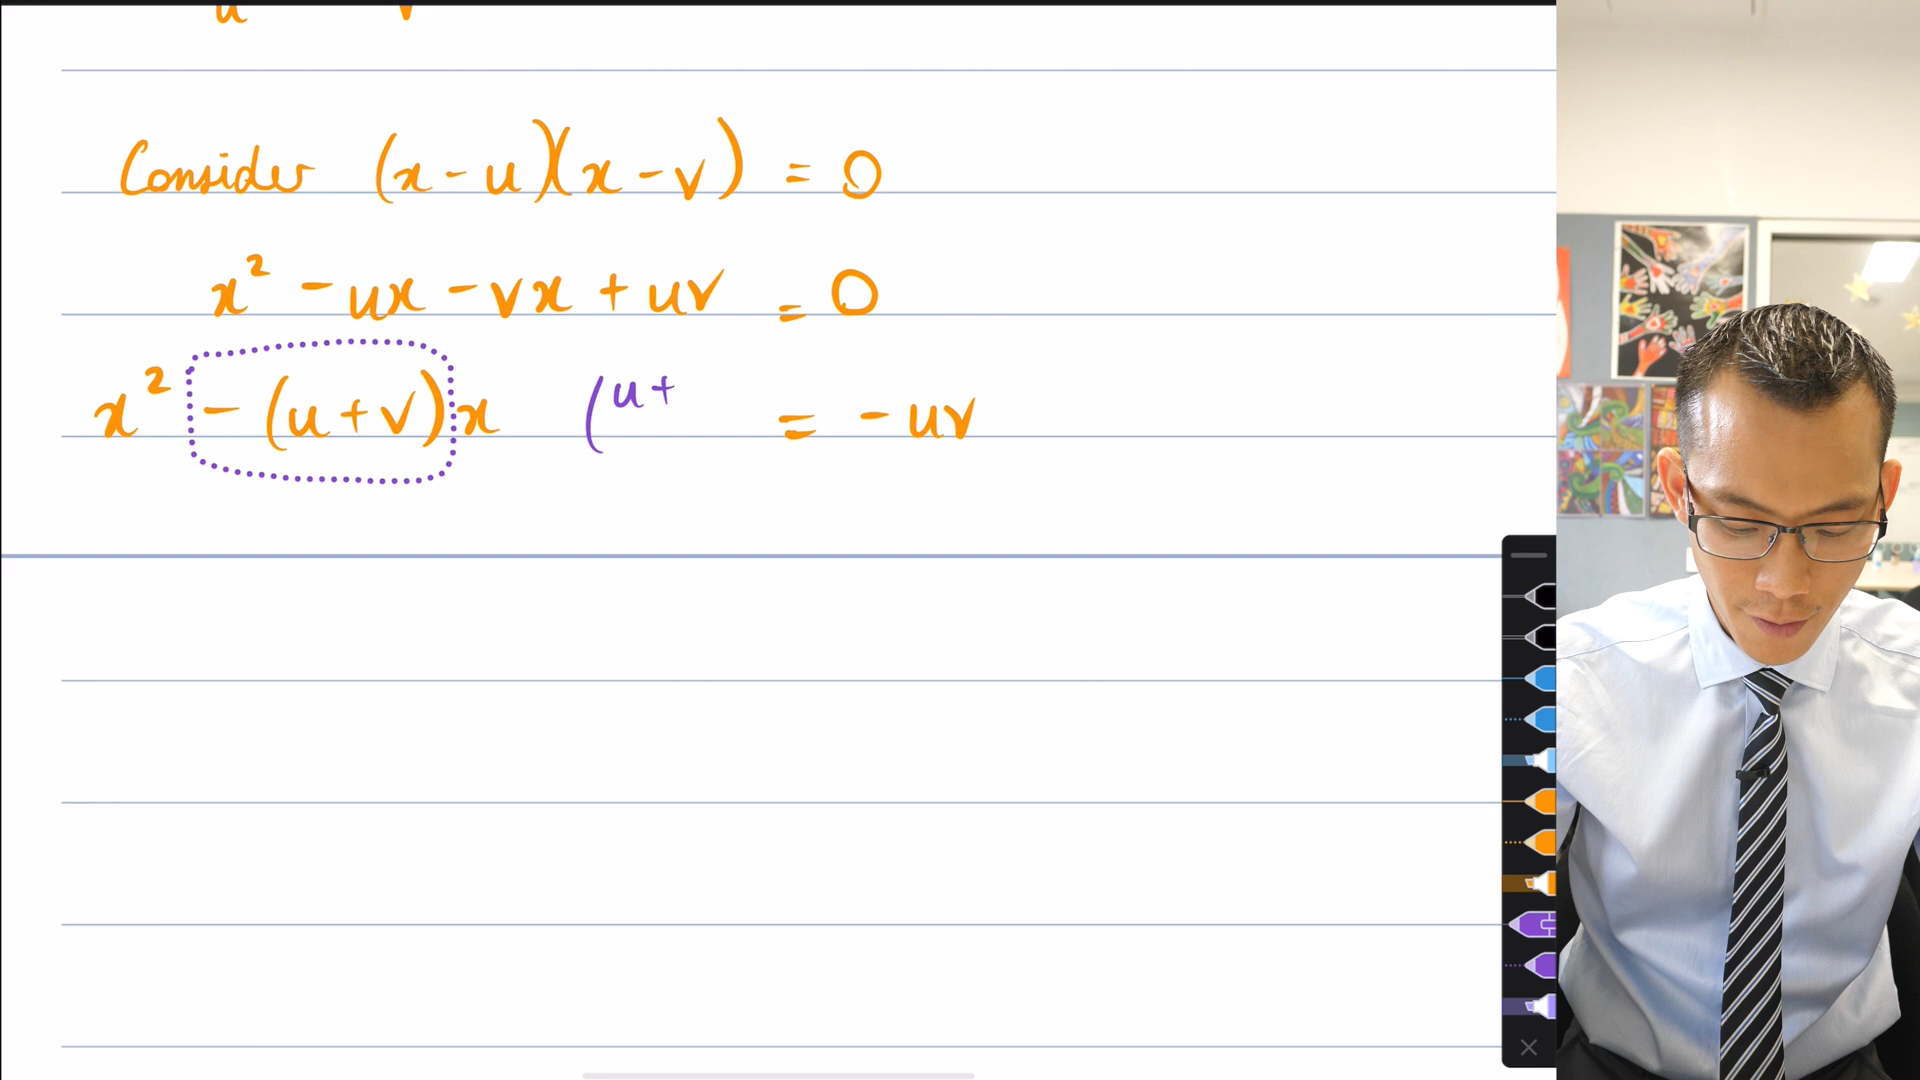 u v
Consider (x - u)(x - v) = 0
x² - ux - vx + uv = 0
x² - (u + v)x (u + = - uv